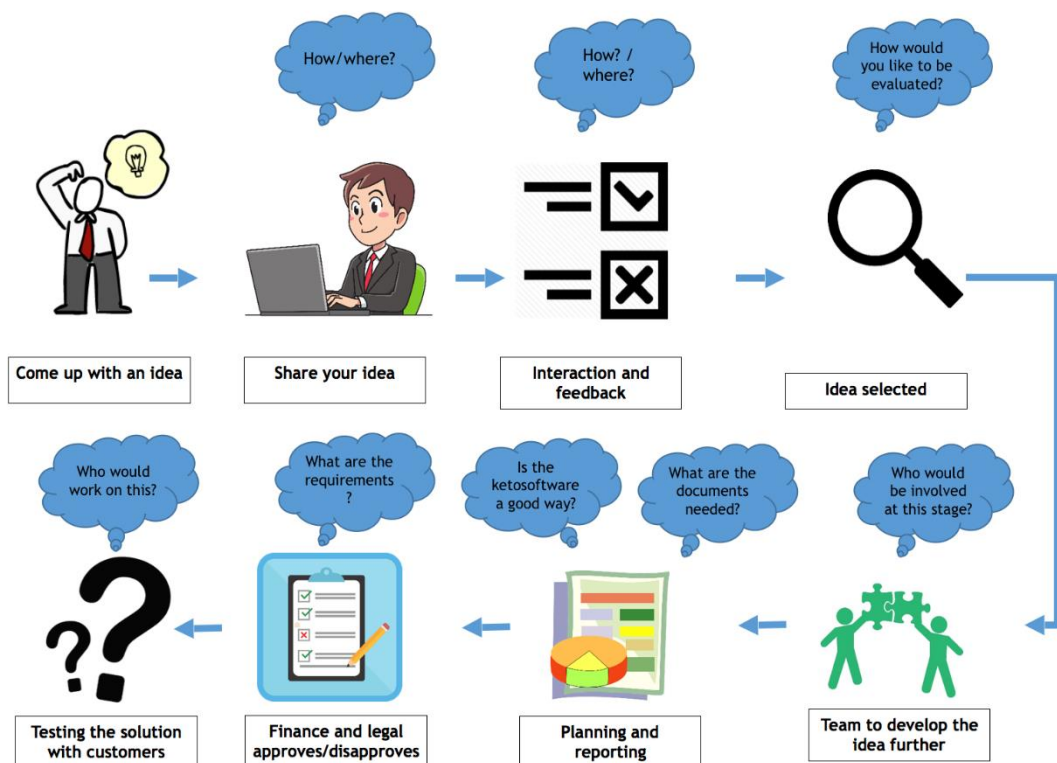 How/where?
How? /
where?
How would
you like to be
evaluated?
Come up with an idea
Share your idea
Interaction and
feedback
Idea selected
Who would
work on this?
What are the
requirements
?
Is the
ketosoftware
a good way?
What are the
documents
needed?
Who would
be involved
at this stage?
Testing the solution
with customers
Finance and legal
approves/disapproves
Planning and
reporting
Team to develop the
idea further